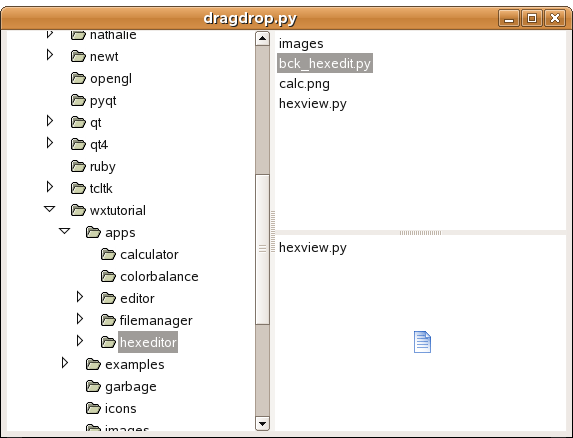 dragdrop.py
nathalie
newt
opengl
pyqt
qt
qt4
ruby
tcltk
wxtutorial
apps
calculator
colorbalance
editor
filemanager
hexeditor
examples
garbage
icons
images
images
bck_hexedit.py
calc.png
hexview.py
hexview.py